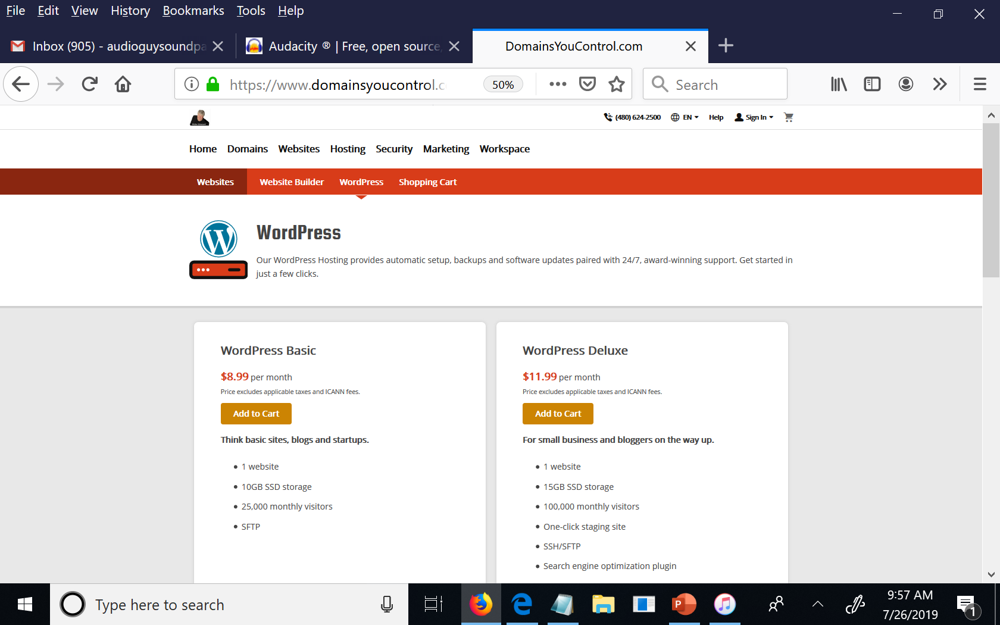 File Edit View History Bookmarks Tools Help
Inbox (905) - audioguysoundpa
Audacity ® | Free, open source,
DomainsYouControl.com
https://www.domainsyoucontrol.c
50%
Search
(480) 624-2500 EN Help Sign In
Home Domains Websites Hosting Security Marketing Workspace
Websites Website Builder WordPress Shopping Cart
WordPress
Our WordPress Hosting provides automatic setup, backups and software updates paired with 24/7, award-winning support. Get started in
just a few clicks.
WordPress Basic
$8.99 per month
Price excludes applicable taxes and ICANN fees.
Add to Cart
Think basic sites, blogs and startups.
• 1 website
• 10GB SSD storage
• 25,000 monthly visitors
• SFTP
WordPress Deluxe
$11.99 per month
Price excludes applicable taxes and ICANN fees.
Add to Cart
For small business and bloggers on the way up.
• 1 website
• 15GB SSD storage
• 100,000 monthly visitors
• One-click staging site
• SSH/SFTP
• Search engine optimization plugin
Type here to search
9:57 AM
7/26/2019
1